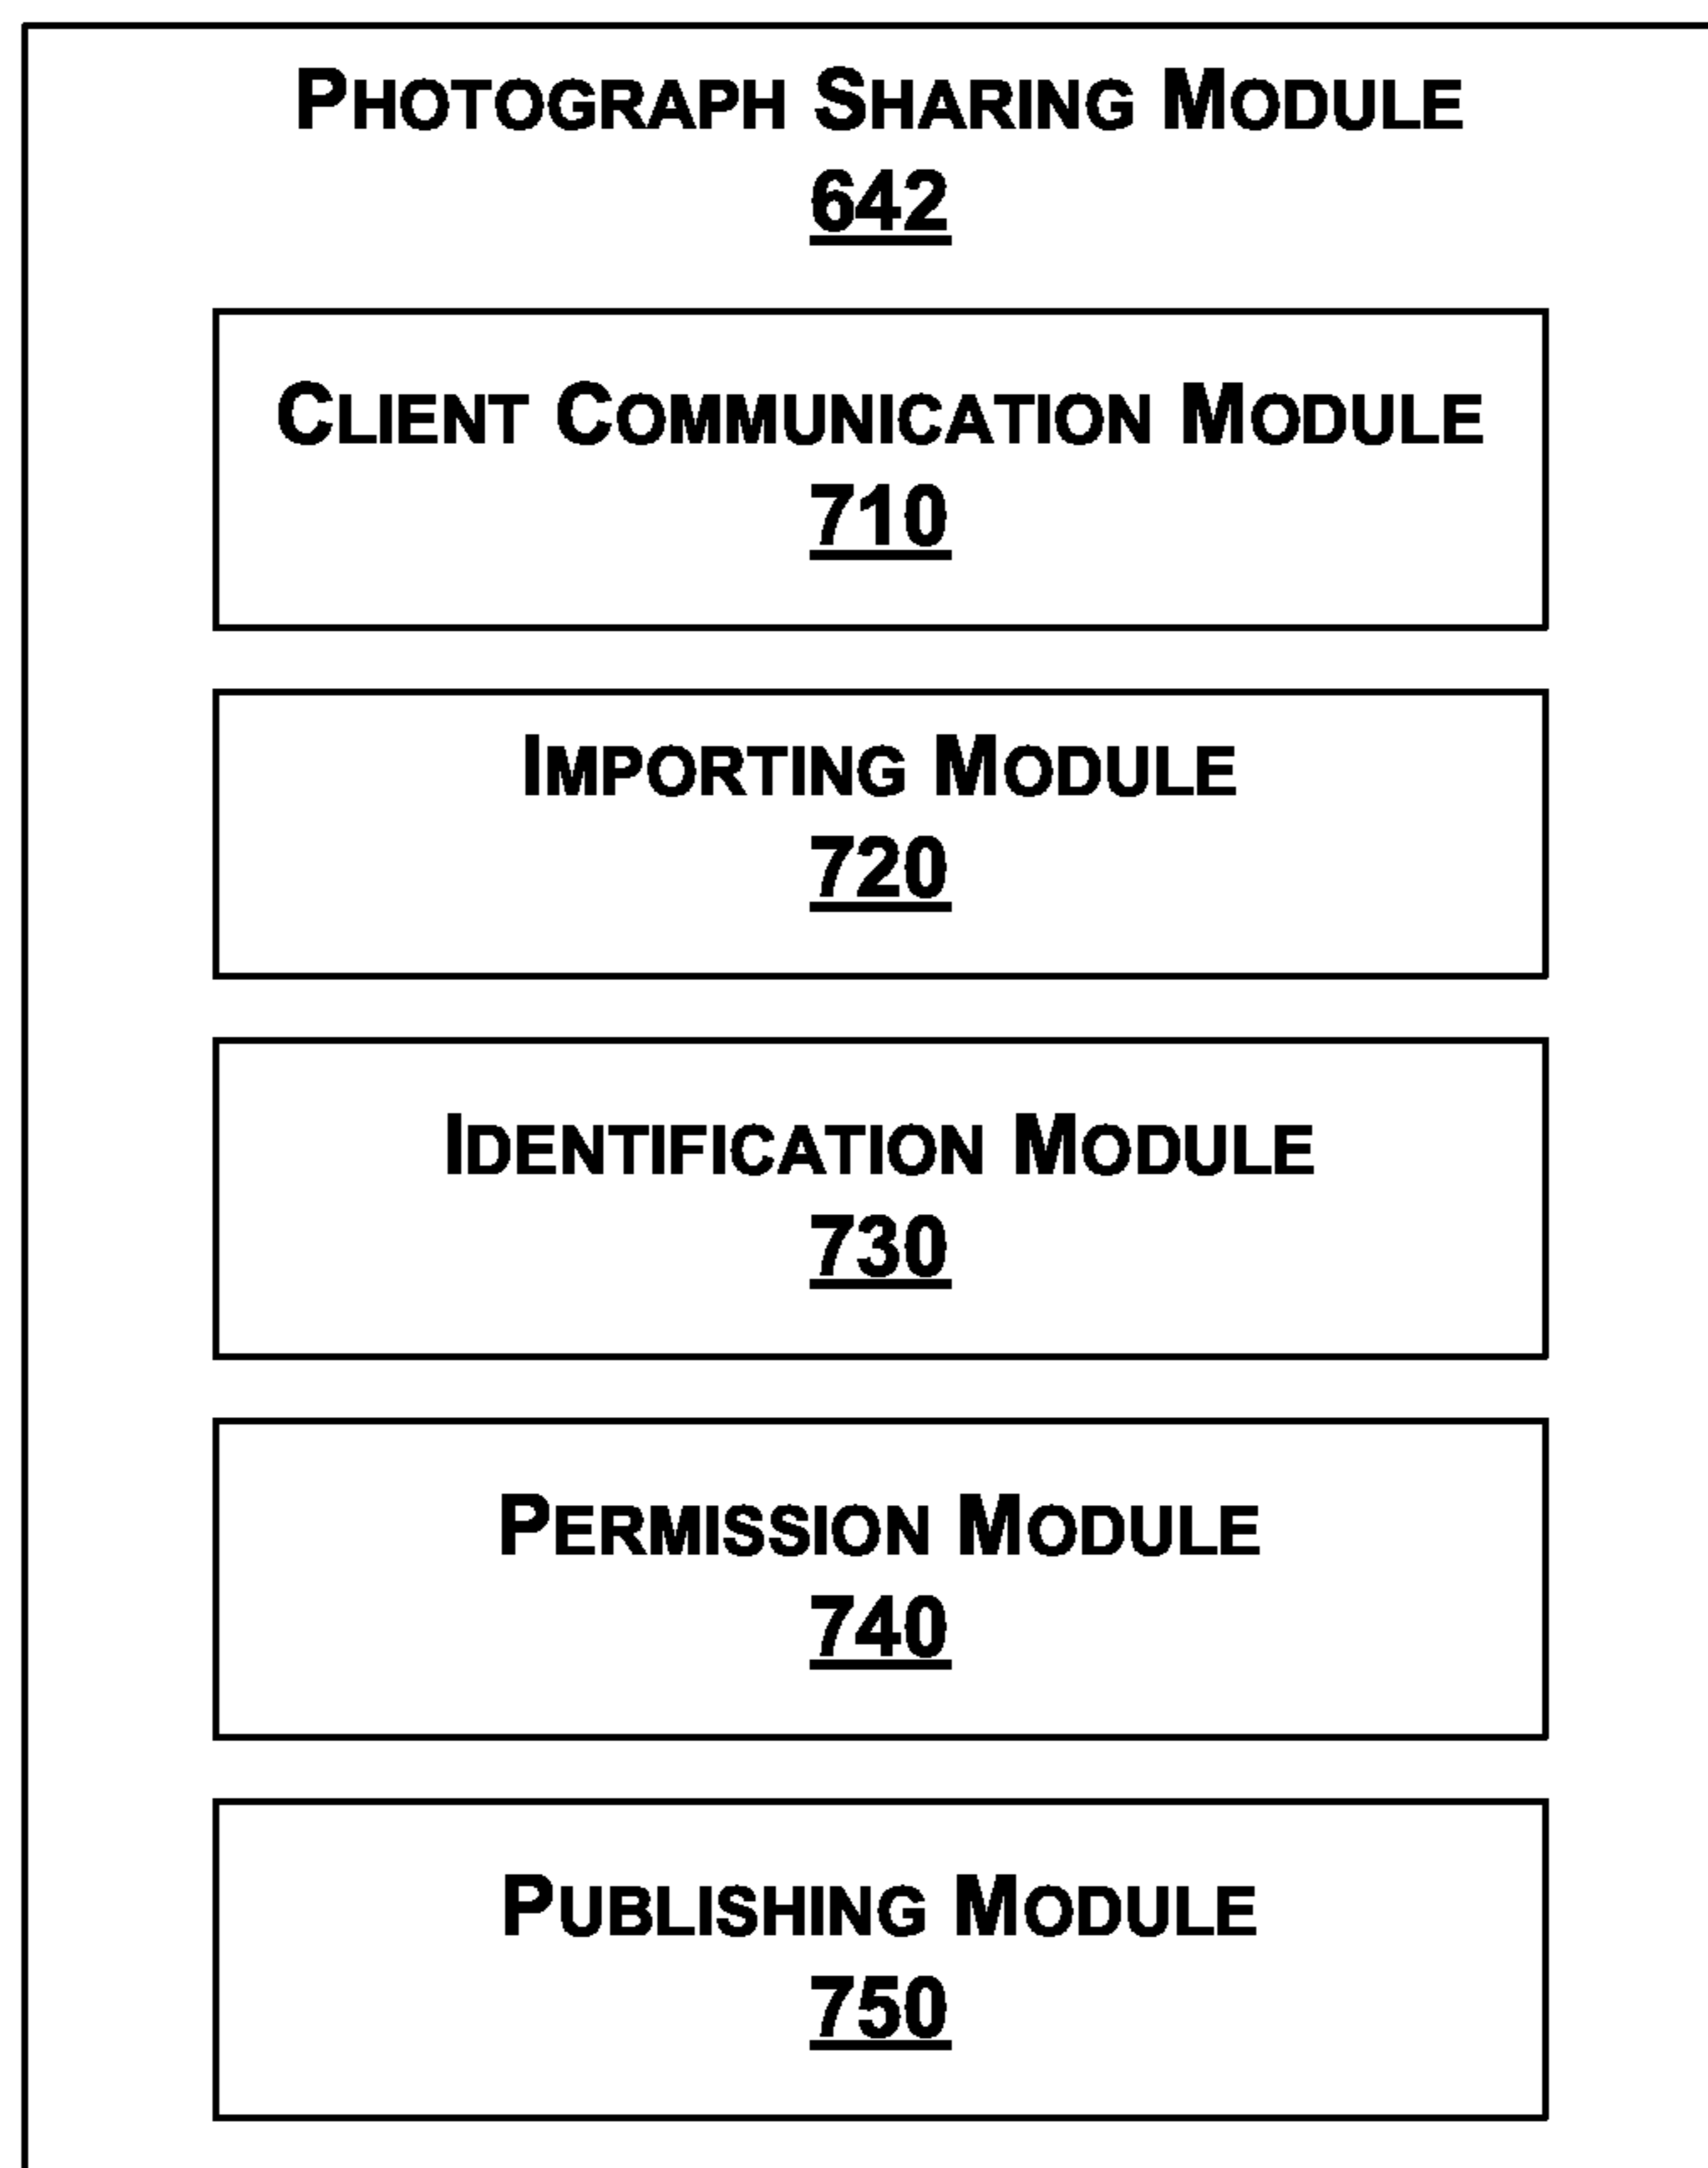 PHOTOGRAPH SHARING MODULE
642
CLIENT COMMUNICATION MODULE
710
IMPORTING MODULE
720
IDENTIFICATION MODULE
730
PERMISSION MODULE
740
PUBLISHING MODULE
750